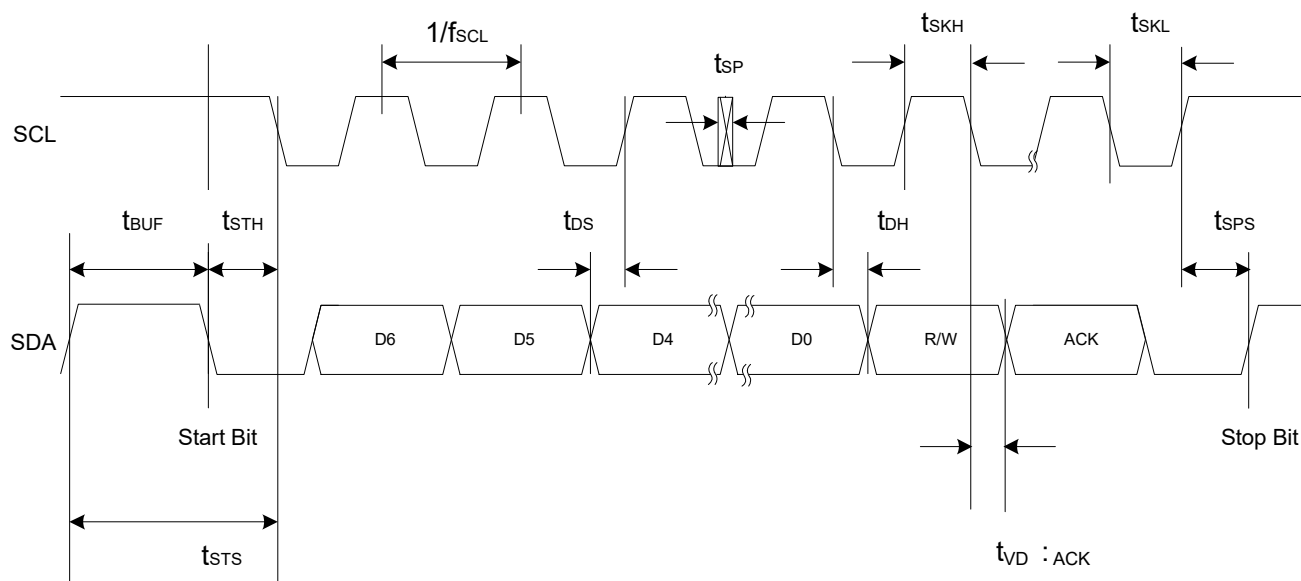 1/fSCL
tSP
tSKH
tSKL
SCL
tBUF
tSTH
tDS
tDH
tSPS
SDA
D6
D5
D4
D0
R/W
ACK
Start Bit
Stop Bit
tSTS
tVD :ACK